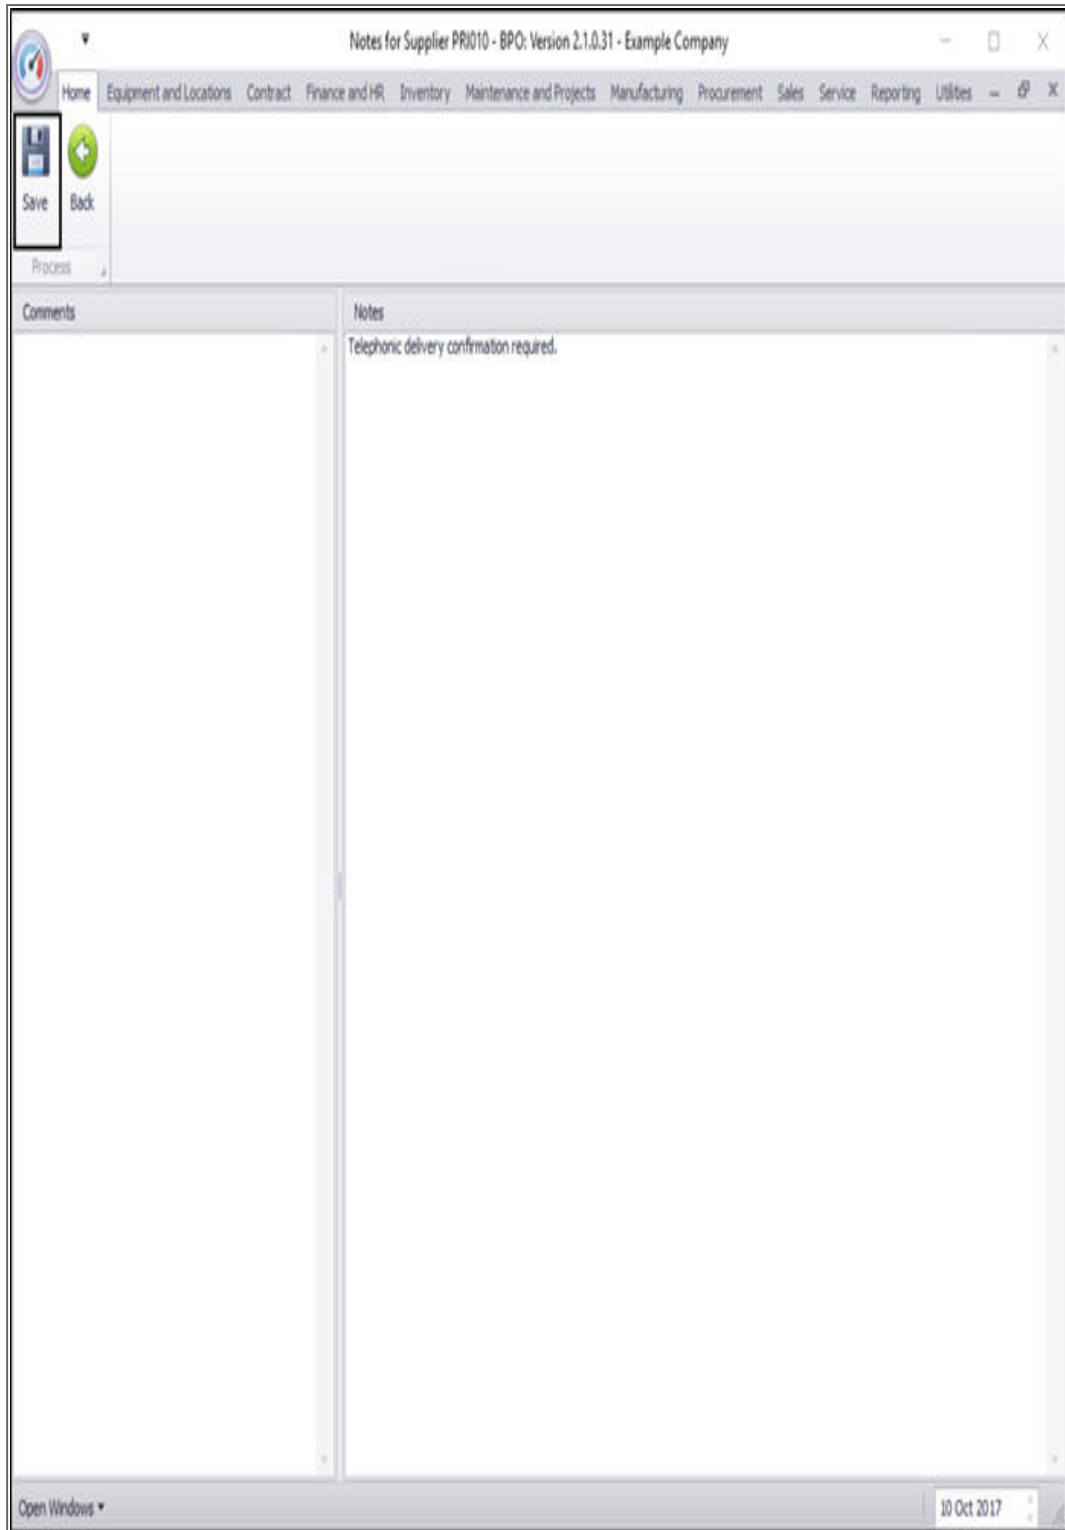 Notes for Supplier PRI010 - BPO: Version 2.1.0.31 - Example Company
Home Equipment and Locations Contract Finance and HR Inventory Maintenance and Projects Manufacturing Procurement Sales Service Reporting Utilities
Save Back
Process
Comments Notes
Telephonic delivery confirmation required.
Open Windows 10 Oct 2017